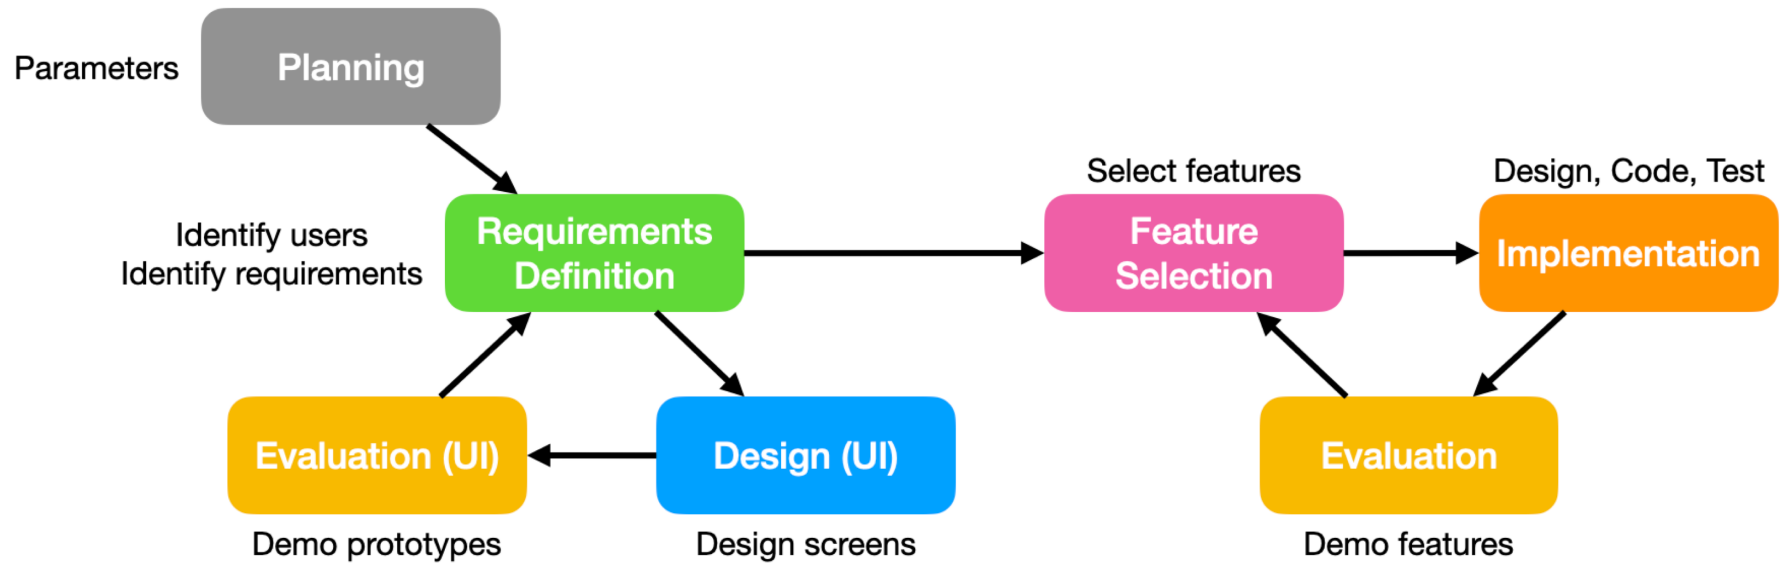 Parameters
Planning
Identify users
Identify requirements
Requirements
Definition
Select features
Feature
Selection
Design, Code, Test
Implementation
Evaluation (UI)
Demo prototypes
Design (UI)
Design screens
Evaluation
Demo features